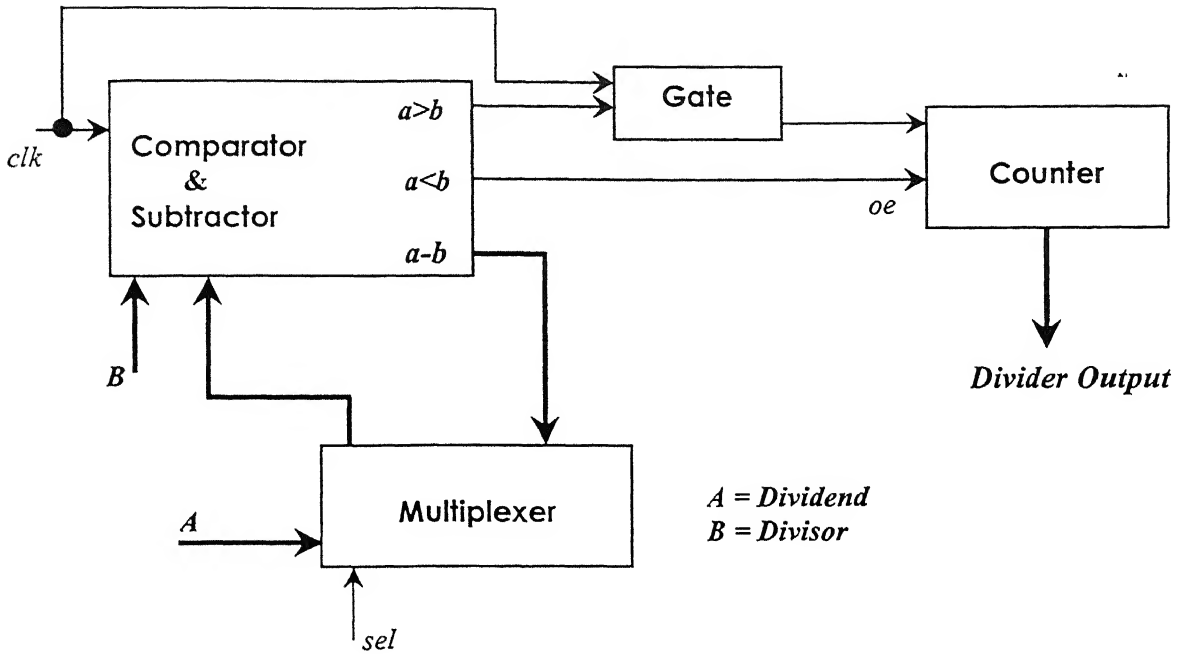 Gate
a>b
clk
Comparator
&
Subtractor
a<b
Counter
oe
a-b
B
Divider Output
Multiplexer
A
A = Dividend
B = Divisor
sel